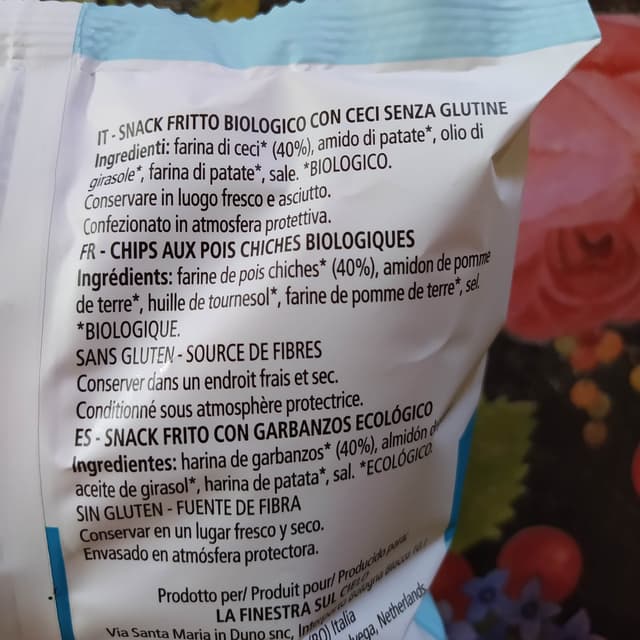 IT - SNACK FRITTO BIOLOGICO CON CECI SENZA GLUTINE
Ingredienti: farina di ceci* (40%), amido di patate*, olio di
girasole*, farina di patate*, sale. *BIOLOGICO.
Conservare in luogo fresco e asciutto.
Confezionato in atmosfera protettiva.
FR - CHIPS AUX POIS CHICHES BIOLOGIQUES
Ingrédients: farine de pois chiches* (40%), amidon de pomme
de terre*, huille de tournesol*, farine de pomme de terre*, sel.
*BIOLOGIQUE.
SANS GLUTEN - SOURCE DE FIBRES
Conserver dans un endroit frais et sec.
Conditionné sous atmosphère protectrice.
ES - SNACK FRITO CON GARBANZOS ECOLÓGICO
Ingredientes: harina de garbanzos* (40%), almidón
aceite de girasol*, harina de patata*, sal. *ECOLÓGICO.
SIN GLUTEN - FUENTE DE FIBRA
Conservar en un lugar fresco y seco.
Envasado en atmósfera protectora.
Prodotto per/ Produit pour/ Producido para:
LA FINESTRA SUL CIELO
Via Santa Maria in Duno snc, Bologna Blocco
(BO) Italia
Netherlands